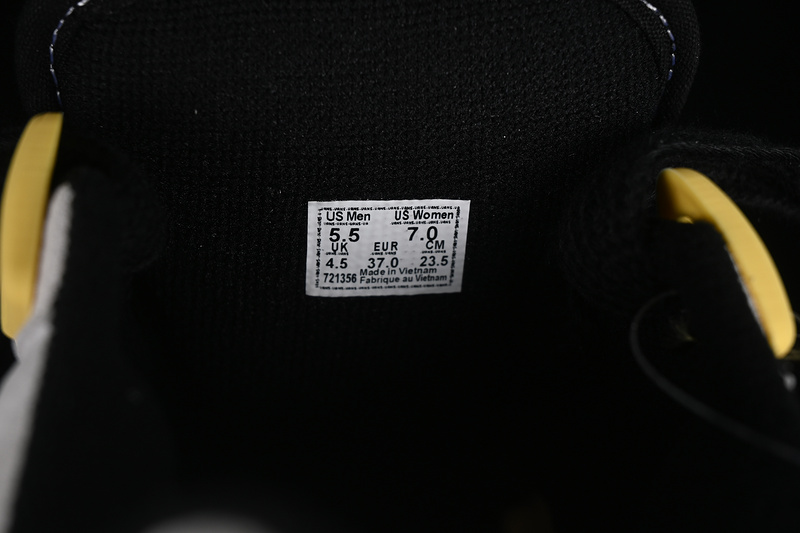 US Men US Women
5.5 7.0
UK EUR CM
4.5 37.0 23.5
721356 Made in Vietnam
Fabrique au Vietnam